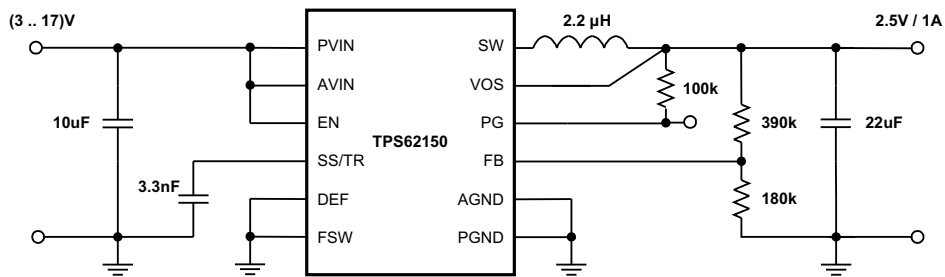 (3 .. 17)V
2.2 µH
2.5V / 1A
PVIN
SW
AVIN
VOS
100k
10uF
EN
PG
390k
22uF
TPS62150
SS/TR
FB
3.3nF
DEF
AGND
180k
FSW
PGND